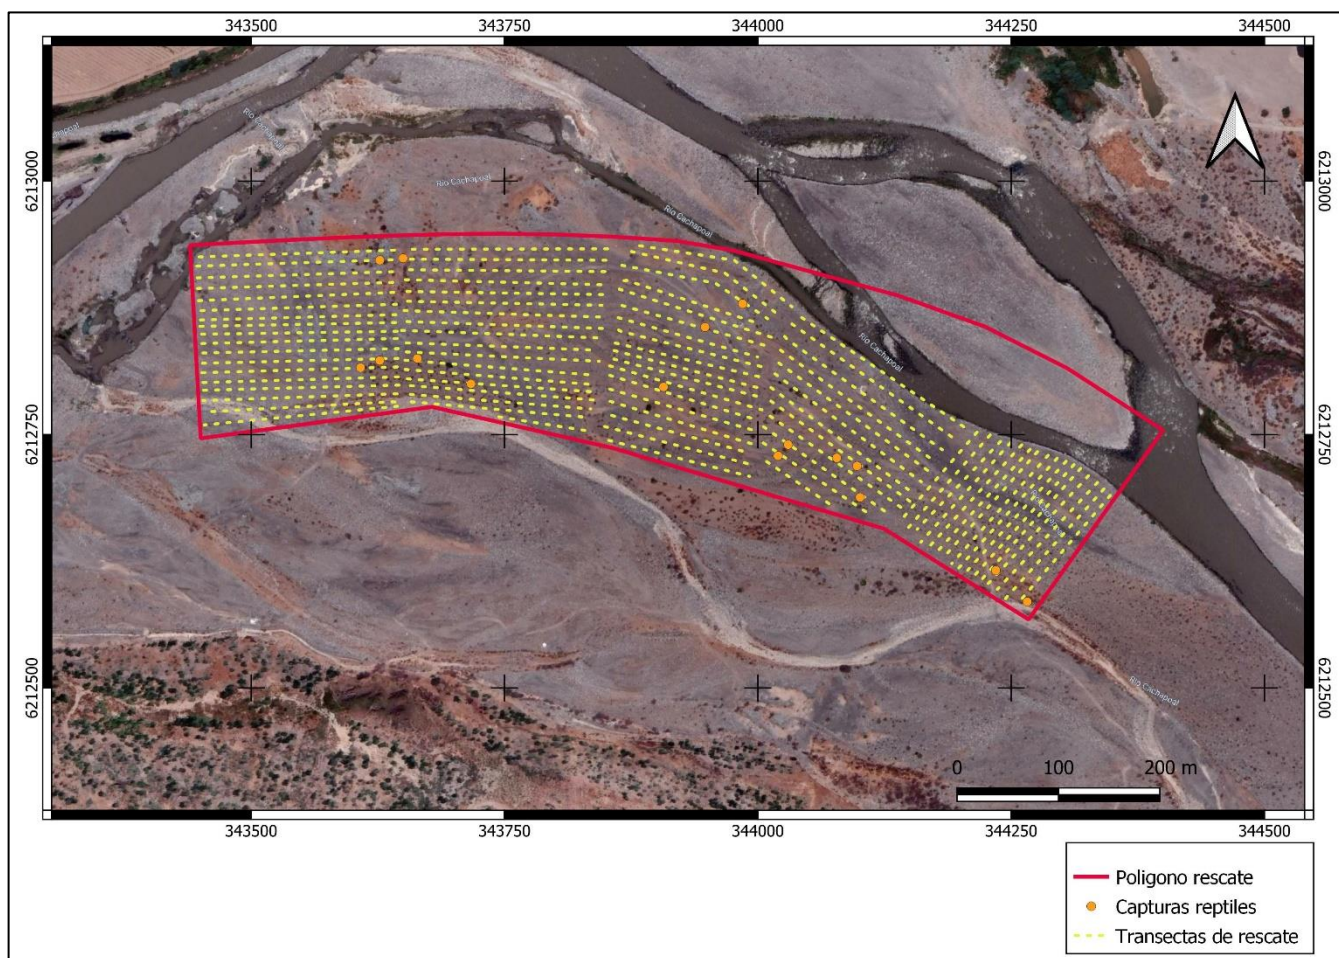 343500 343750 344000 344250 344500
Río Cachapoal
chapoal
6213000
Río Cachapoal
6213000
Río Cachapoal
Río Cachapoal
6212750
6212750
6212500
Río Cachapoal
6212500
0 100 200 m
343500 343750 344000 344250 344500
Poligono rescate
Capturas reptiles
Transectas de rescate